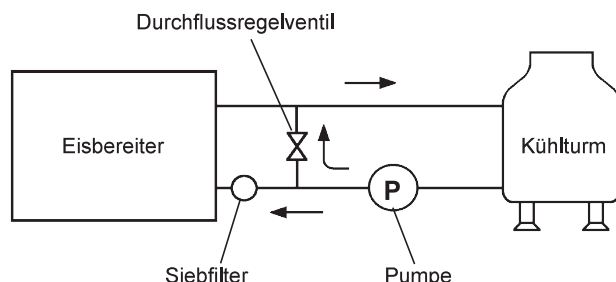 Durchflussregelventil
Eisbereiter
Kühlturm
P
Siebfilter
Pumpe